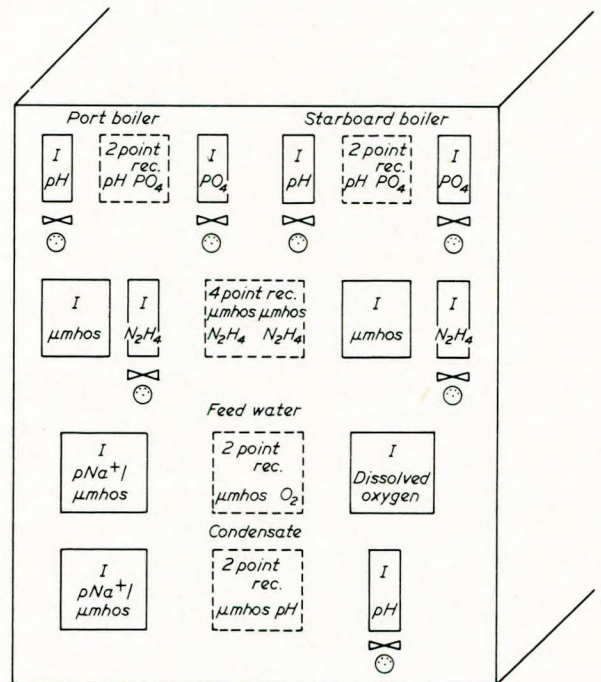 Port boiler
Starboard boiler
I
pH
2 point
rec.
pH PO₄
I
PO₄
I
pH
2 point
rec.
pH PO₄
I
PO₄
I
μmhos
I
N₂H₄
4 point rec.
μmhos μmhos
N₂H₄ N₂H₄
I
μmhos
I
N₂H₄
Feed water
I
pNa⁺/
μmhos
2 point
rec.
μmhos O₂
I
Dissolved
oxygen
Condensate
I
pNa⁺/
μmhos
2 point
rec.
μmhos pH
I
pH